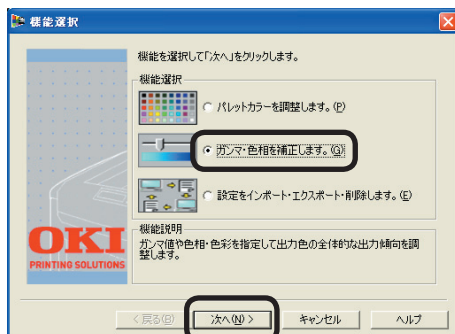 機能選択
機能を選択して「次へ」をクリックします。
機能選択
パレットカラーを調整します。(P)
ガンマ・色相を補正します。(G)
設定をインポート・エクスポート・削除します。(E)
機能説明
ガンマ値や色相・色彩を指定して出力色の全体的な出力傾向を調
整します。
OKI
PRINTING SOLUTIONS
< 戻る(B)
次へ(N) >
キャンセル
ヘルプ